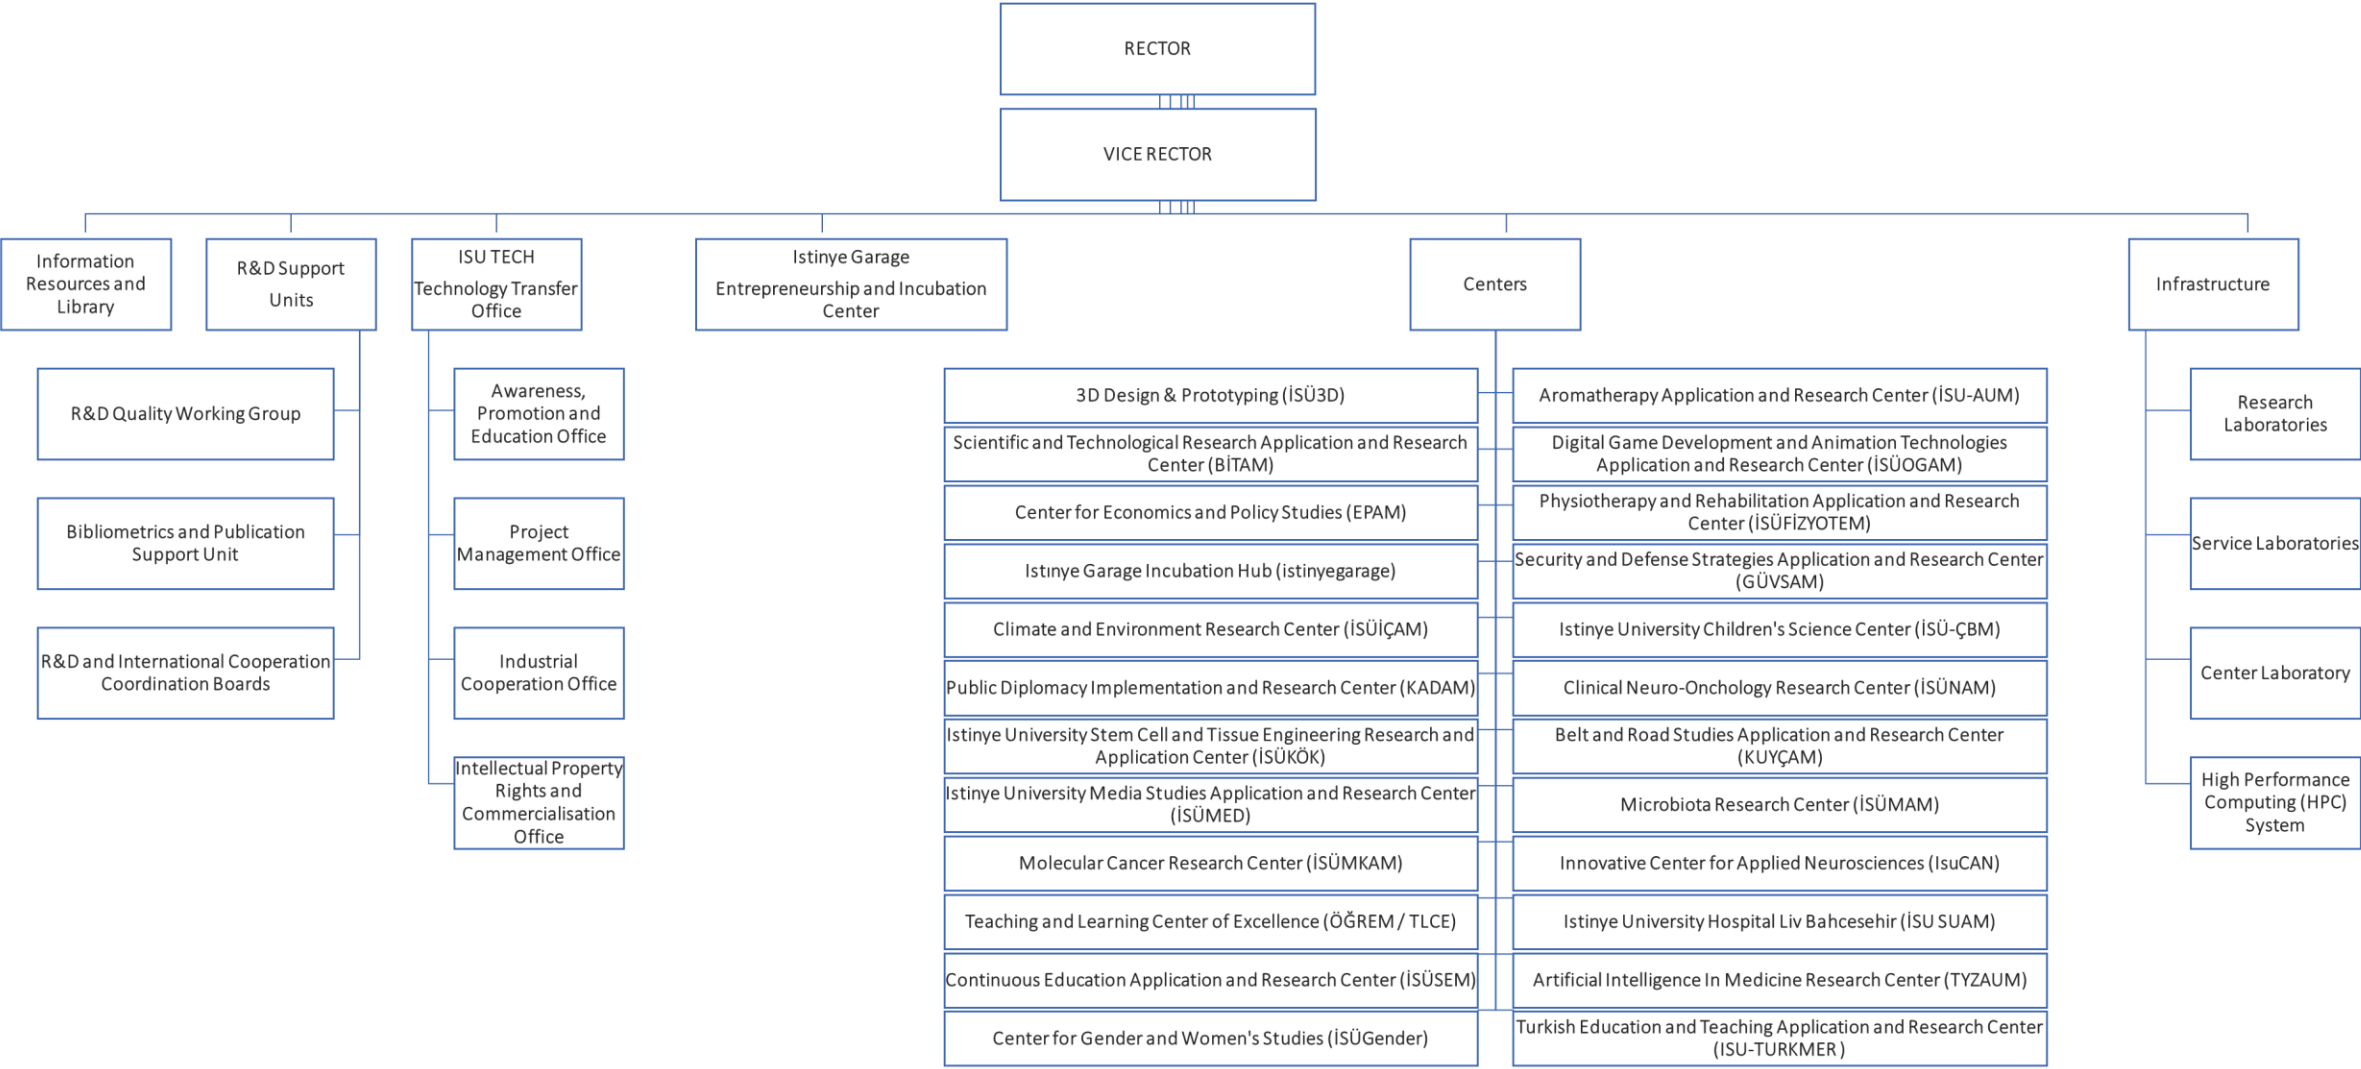 RECTOR
VICE RECTOR
Information
Resources and
Library
R&D Support
Units
ISU TECH
Technology Transfer
Office
Istinye Garage
Entrepreneurship and Incubation
Center
Centers
Infrastructure
R&D Quality Working Group
Bibliometrics and Publication
Support Unit
R&D and International Cooperation
Coordination Boards
Awareness,
Promotion and
Education Office
Project
Management Office
Industrial
Cooperation Office
Intellectual Property
Rights and
Commercialisation
Office
3D Design & Prototyping (İSÜ3D)
Aromatherapy Application and Research Center (İSU-AUM)
Scientific and Technological Research Application and Research
Center (BİTAM)
Digital Game Development and Animation Technologies
Application and Research Center (İSÜOGAM)
Center for Economics and Policy Studies (EPAM)
Physiotherapy and Rehabilitation Application and Research
Center (İSÜFİZYOTEM)
Istınye Garage Incubation Hub (istinyegarage)
Security and Defense Strategies Application and Research Center
(GÜVSAM)
Climate and Environment Research Center (İSÜİÇAM)
Istinye University Children's Science Center (İSÜ-ÇBM)
Public Diplomacy Implementation and Research Center (KADAM)
Clinical Neuro-Onchology Research Center (İSÜNAM)
Istinye University Stem Cell and Tissue Engineering Research and
Application Center (İSÜKÖK)
Belt and Road Studies Application and Research Center
(KUYÇAM)
Istinye University Media Studies Application and Research Center
(İSÜMED)
Microbiota Research Center (İSÜMAM)
Molecular Cancer Research Center (İSÜMKAM)
Innovative Center for Applied Neurosciences (IsuCAN)
Teaching and Learning Center of Excellence (ÖĞREM / TLCE)
Istinye University Hospital Liv Bahcesehir (İSU SUAM)
Continuous Education Application and Research Center (İSÜSEM)
Artificial Intelligence In Medicine Research Center (TYZAUM)
Center for Gender and Women's Studies (İSÜGender)
Turkish Education and Teaching Application and Research Center
(ISU-TURKMER )
Research
Laboratories
Service Laboratories
Center Laboratory
High Performance
Computing (HPC)
System